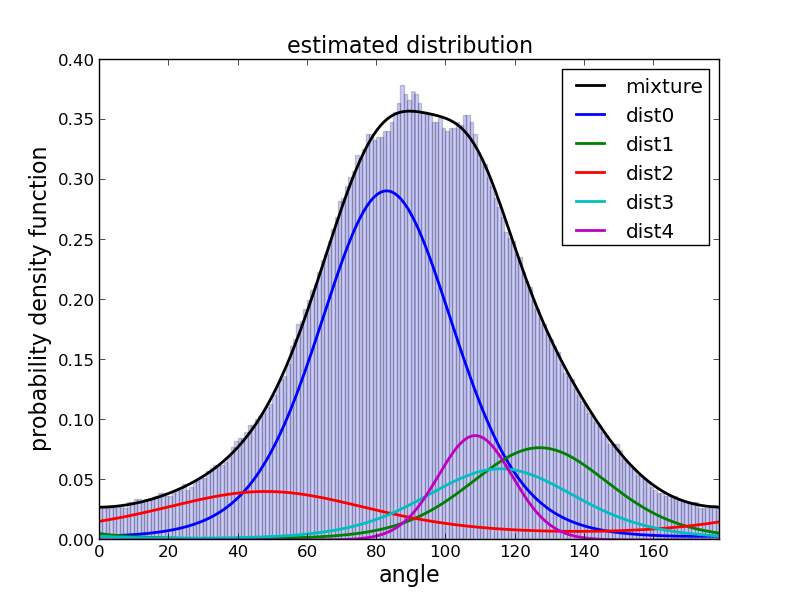 estimated distribution
probability density function
0.40
0.35
0.30
0.25
0.20
0.15
0.10
0.05
0.00
mixture
dist0
dist1
dist2
dist3
dist4
0 20 40 60 80 100 120 140 160
angle